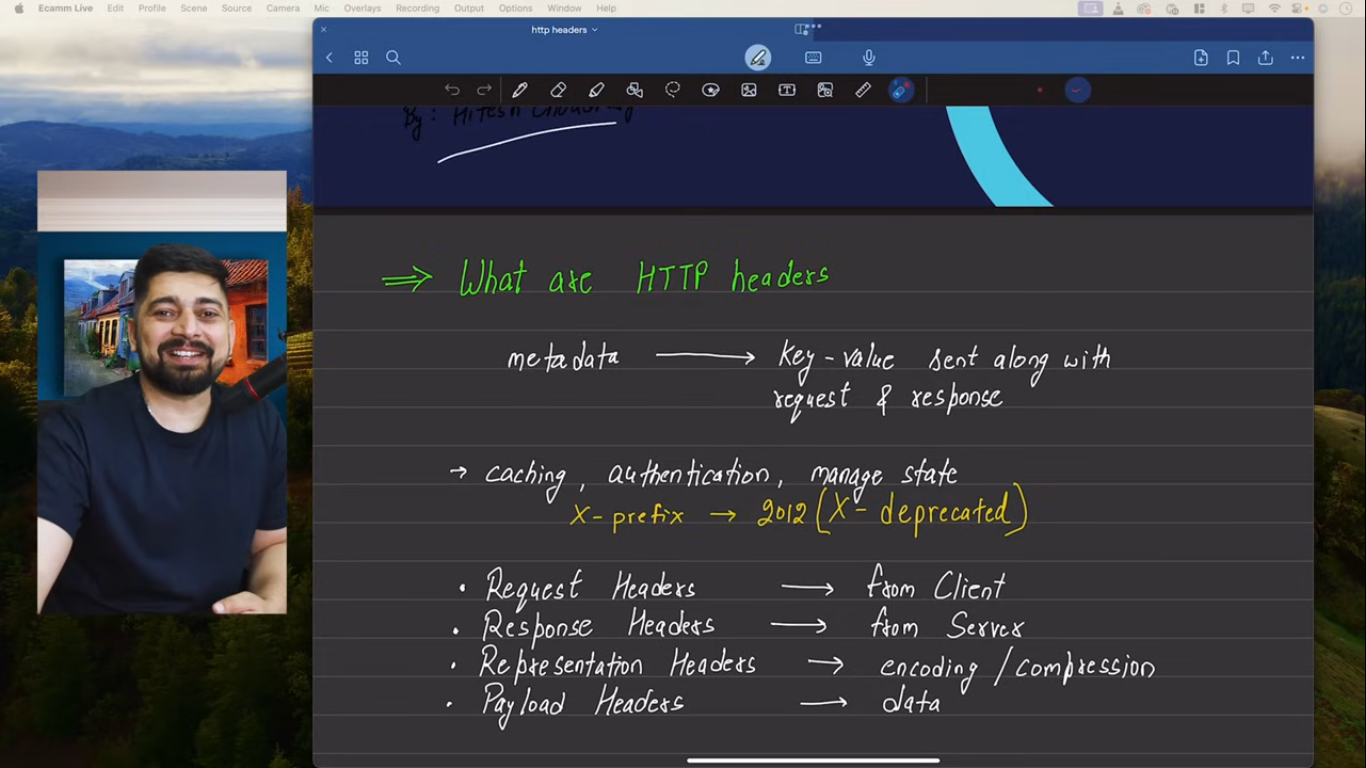 Ecamm Live Edit Profile Scene Source Camera Mic Overlays Recording Output Options Window Help
http headers
By: Hitesh Choudhary
⇒ What are HTTP headers
metadata → key-value sent along with
request & response
→ caching, authentication, manage state
X-prefix → 2012 (X- deprecated)
• Request Headers → from Client
• Response Headers → from Server
• Representation Headers → encoding / compression
• Payload Headers → data